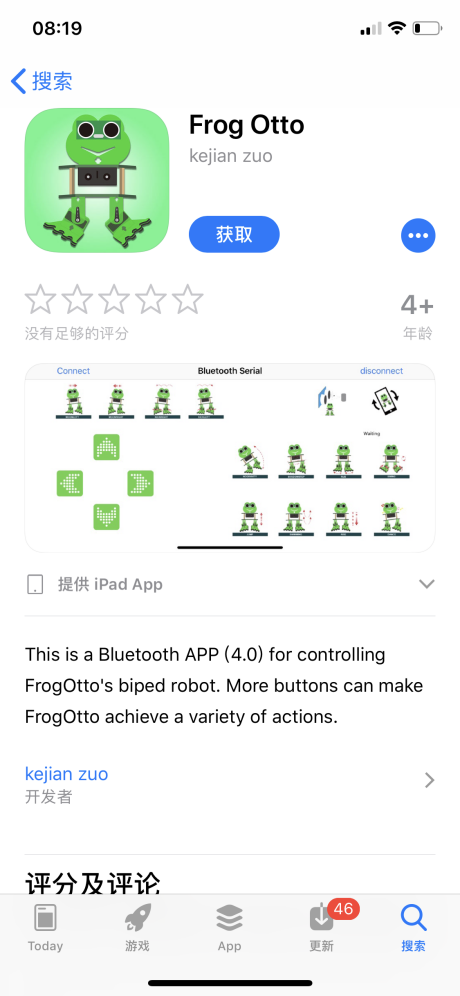 08:19
搜索
Frog Otto
kejian zuo
获取
没有足够的评分
4+
年龄
Connect
Bluetooth Serial
disconnect
Walking
提供 iPad App
This is a Bluetooth APP (4.0) for controlling
FrogOtto's biped robot. More buttons can make
FrogOtto achieve a variety of actions.
kejian zuo
开发者
评分及评论
Today
游戏
App
46
更新
搜索